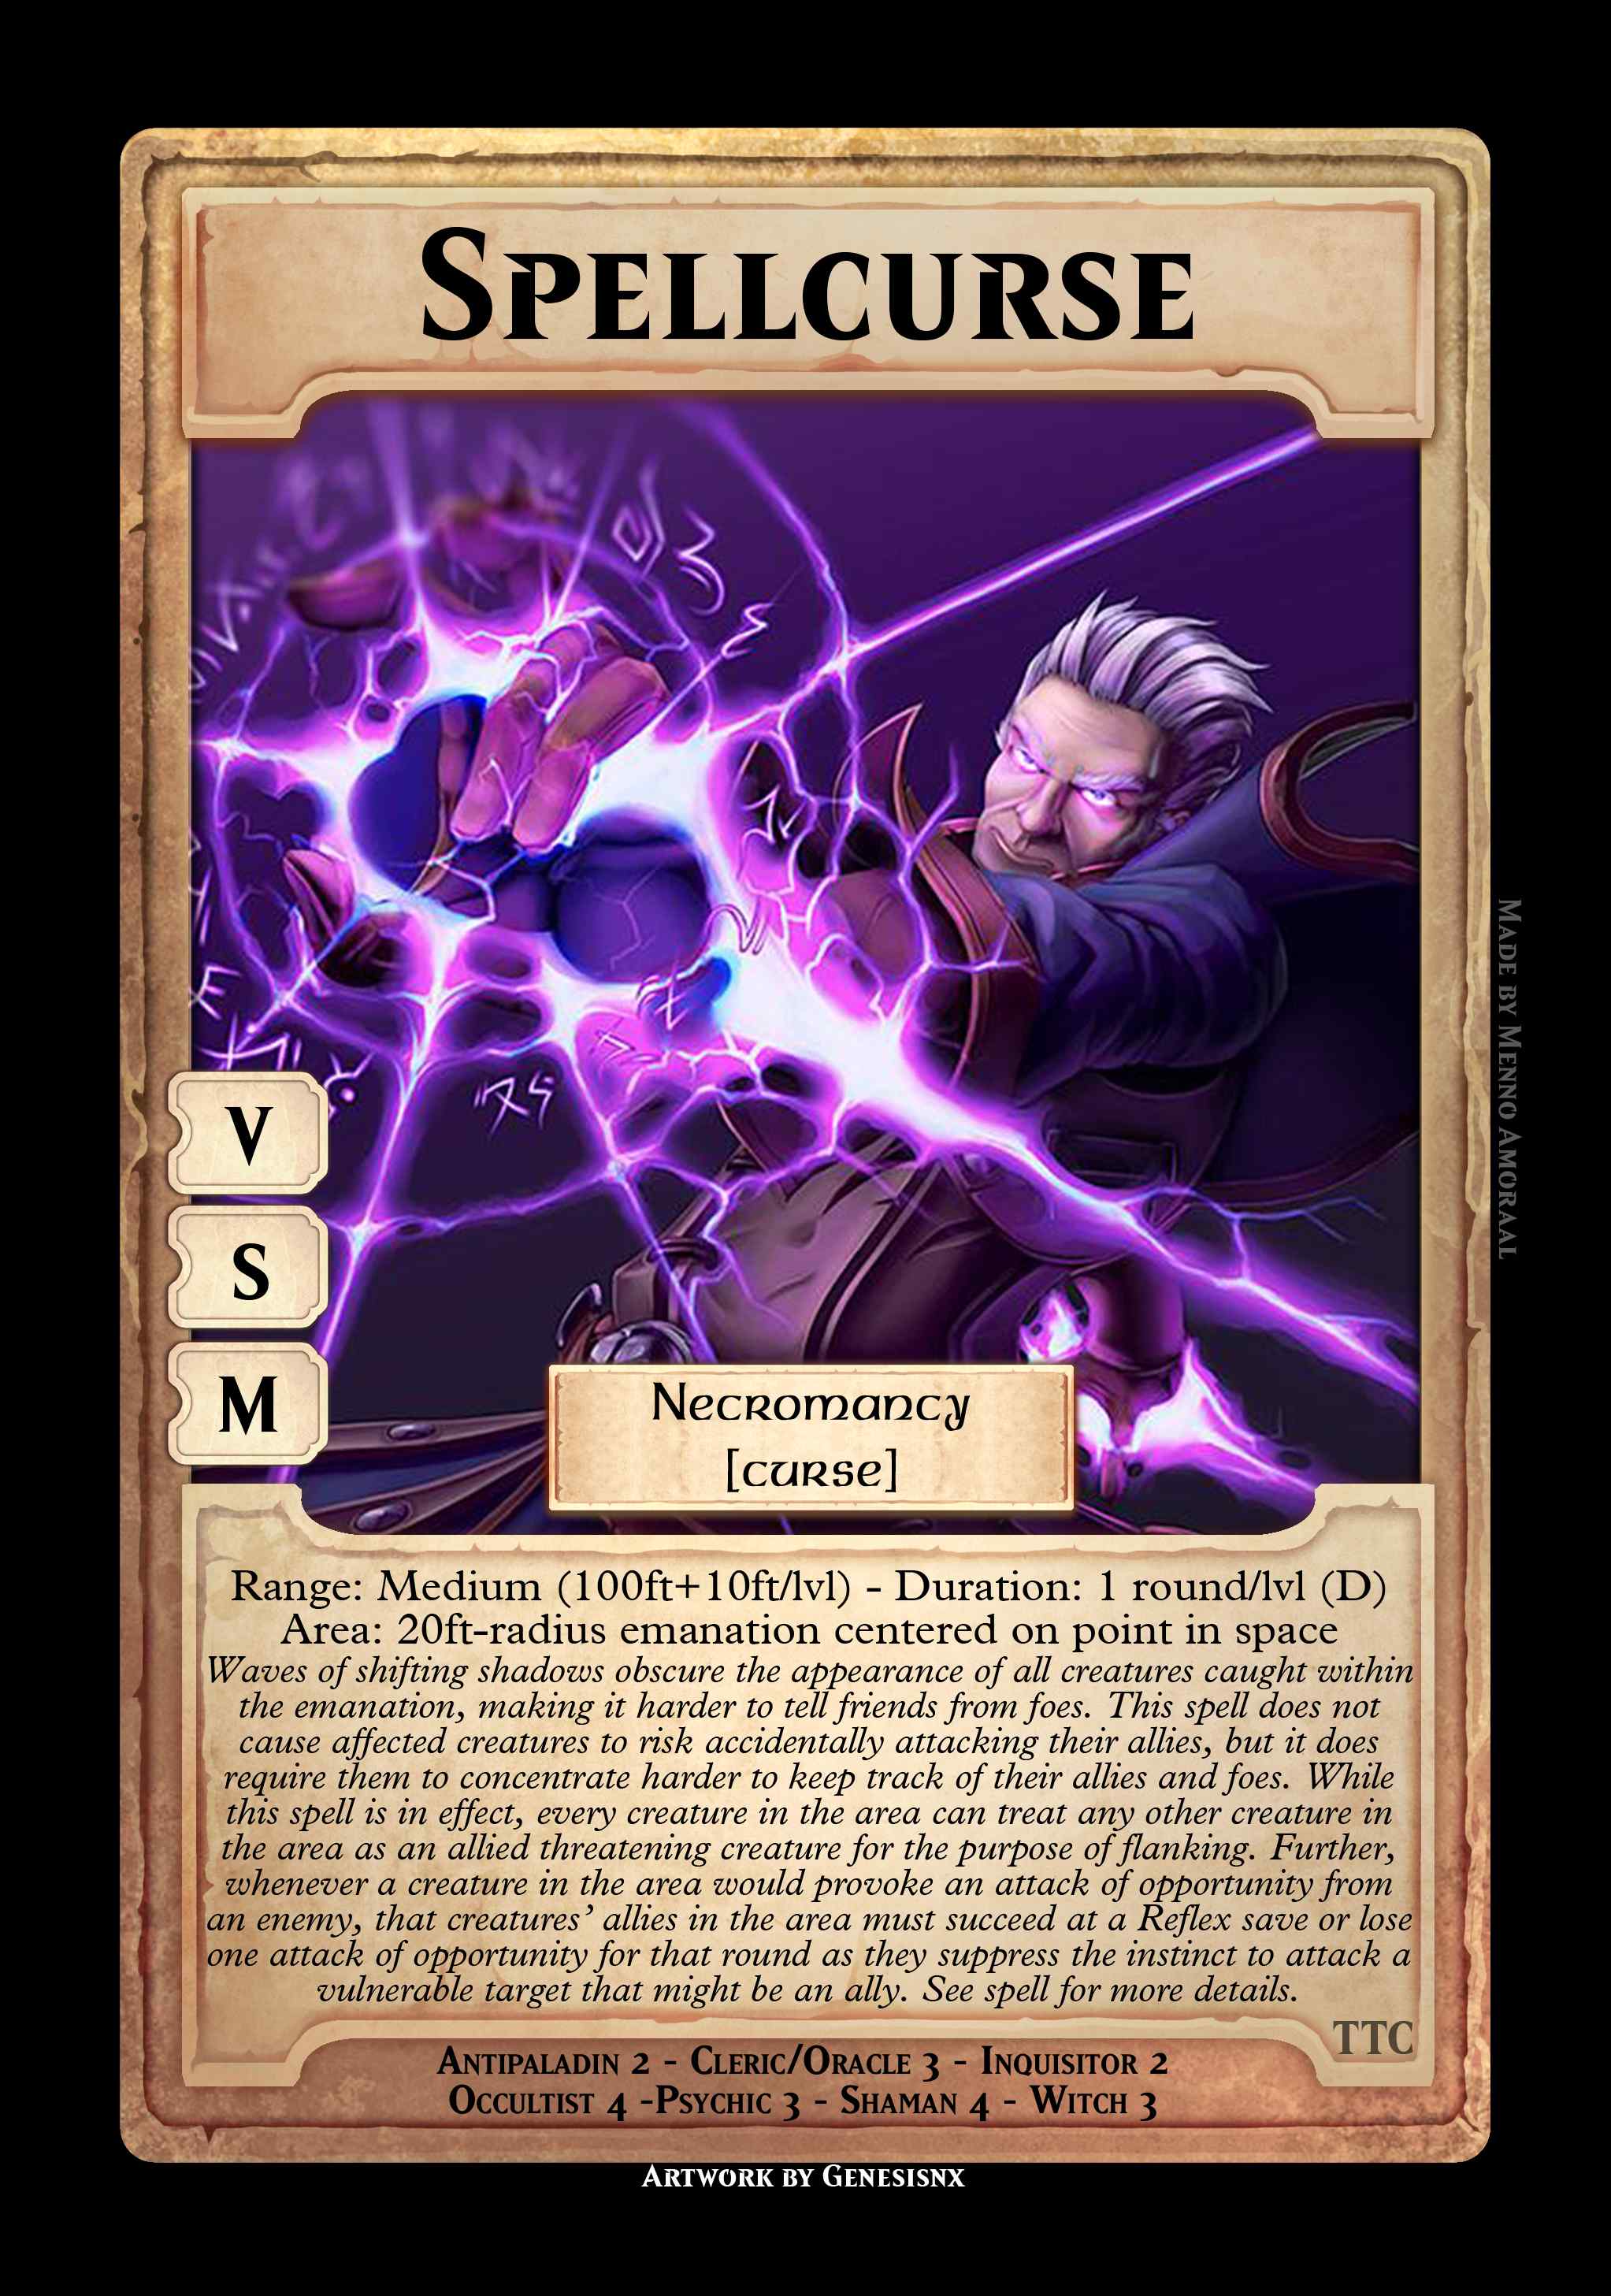 Spellcurse
V
S
M
Necromancy
[curse]
Range: Medium (100ft+10ft/lvl) - Duration: 1 round/lvl (D)
Area: 20ft-radius emanation centered on point in space
Waves of shifting shadows obscure the appearance of all creatures caught within
the emanation, making it harder to tell friends from foes. This spell does not
cause affected creatures to risk accidentally attacking their allies, but it does
require them to concentrate harder to keep track of their allies and foes. While
this spell is in effect, every creature in the area can treat any other creature in
the area as an allied threatening creature for the purpose of flanking. Further,
whenever a creature in the area would provoke an attack of opportunity from
an enemy, that creatures’ allies in the area must succeed at a Reflex save or lose
one attack of opportunity for that round as they suppress the instinct to attack a
vulnerable target that might be an ally. See spell for more details.
TTC
Antipaladin 2 - Cleric/Oracle 3 - Inquisitor 2
Occultist 4 -Psychic 3 - Shaman 4 - Witch 3
Artwork by Genesisnx
Made by Menno Amoraal